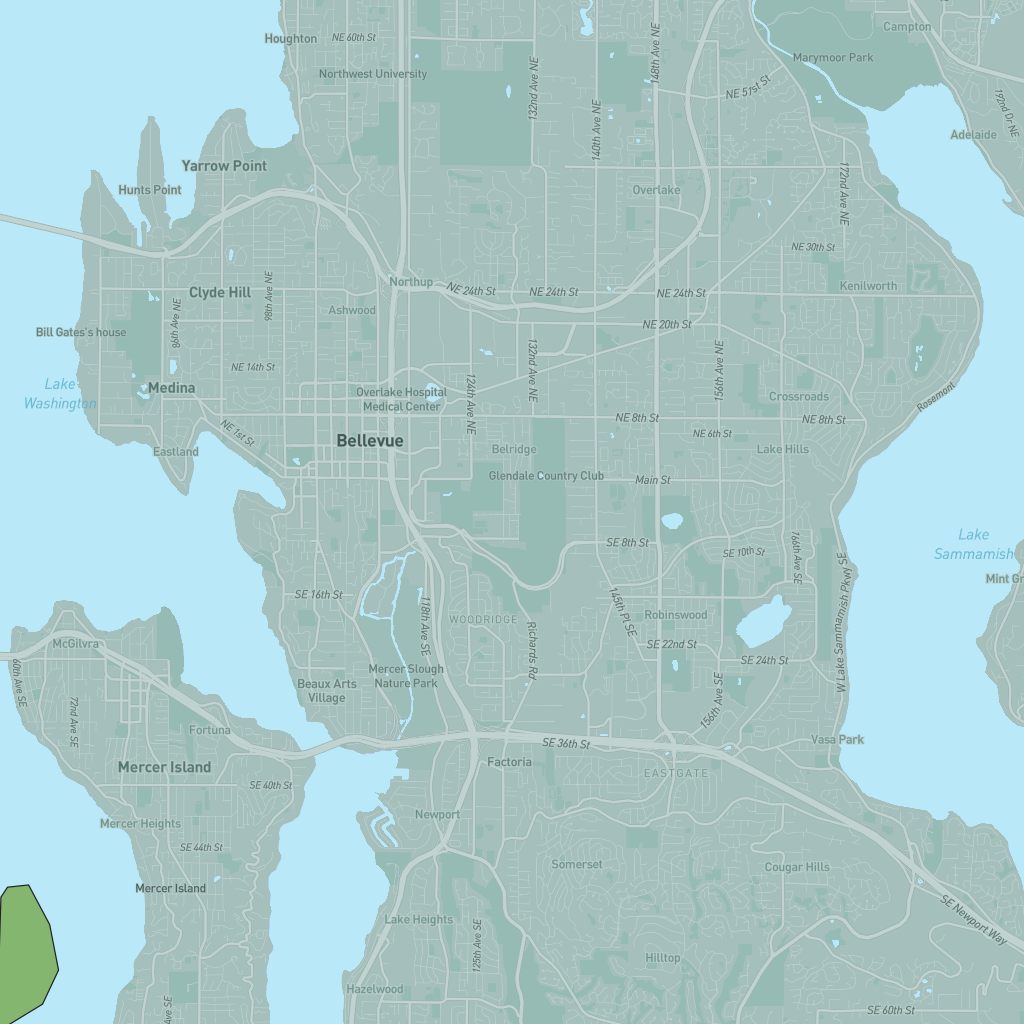 Campton
Houghton
NE 60th St
148th Ave NE
Marymoor Park
Northwest University
132nd Ave NE
NE 51st St
192nd Dr NE
140th Ave NE
Adelaide
Yarrow Point
Hunts Point
Overlake
172nd Ave NE
NE 30th St
Northup
Kenilworth
Clyde Hill
98th Ave NE
NE 24th St
NE 24th St
NE 24th St
Ashwood
96th Ave NE
NE 20th St
Bill Gates's house
132nd Ave NE
156th Ave NE
NE 14th St
Lake
Washington
Medina
Overlake Hospital
Medical Center
124th Ave NE
Crossroads
Rosemont
NE 8th St
NE 8th St
NE 1st St
Bellevue
NE 6th St
Eastland
Belridge
Lake Hills
Glendale Country Club
Main St
Lake
Sammamish
SE 8th St
SE 10th St
166th Ave SE
Mint Gr
SE 16th St
118th Ave SE
WOODRIDGE
145th PLSE
Robinswood
McGilvra
Richards Rd
SE 22nd St
SE 24th St
W Lake Sammamish Pkwy SE
60th Ave SE
Mercer Slough
Nature Park
Beaux Arts
Village
72nd Ave SE
156th Ave SE
Fortuna
SE 36th St
Vasa Park
Mercer Island
Factoria
EASTGATE
SE 40th St
Newport
Mercer Heights
SE 44th St
Somerset
Cougar Hills
Mercer Island
Lake Heights
125th Ave SE
SE Newport Way
Hilltop
Hazelwood
Ave SE
SE 60th St